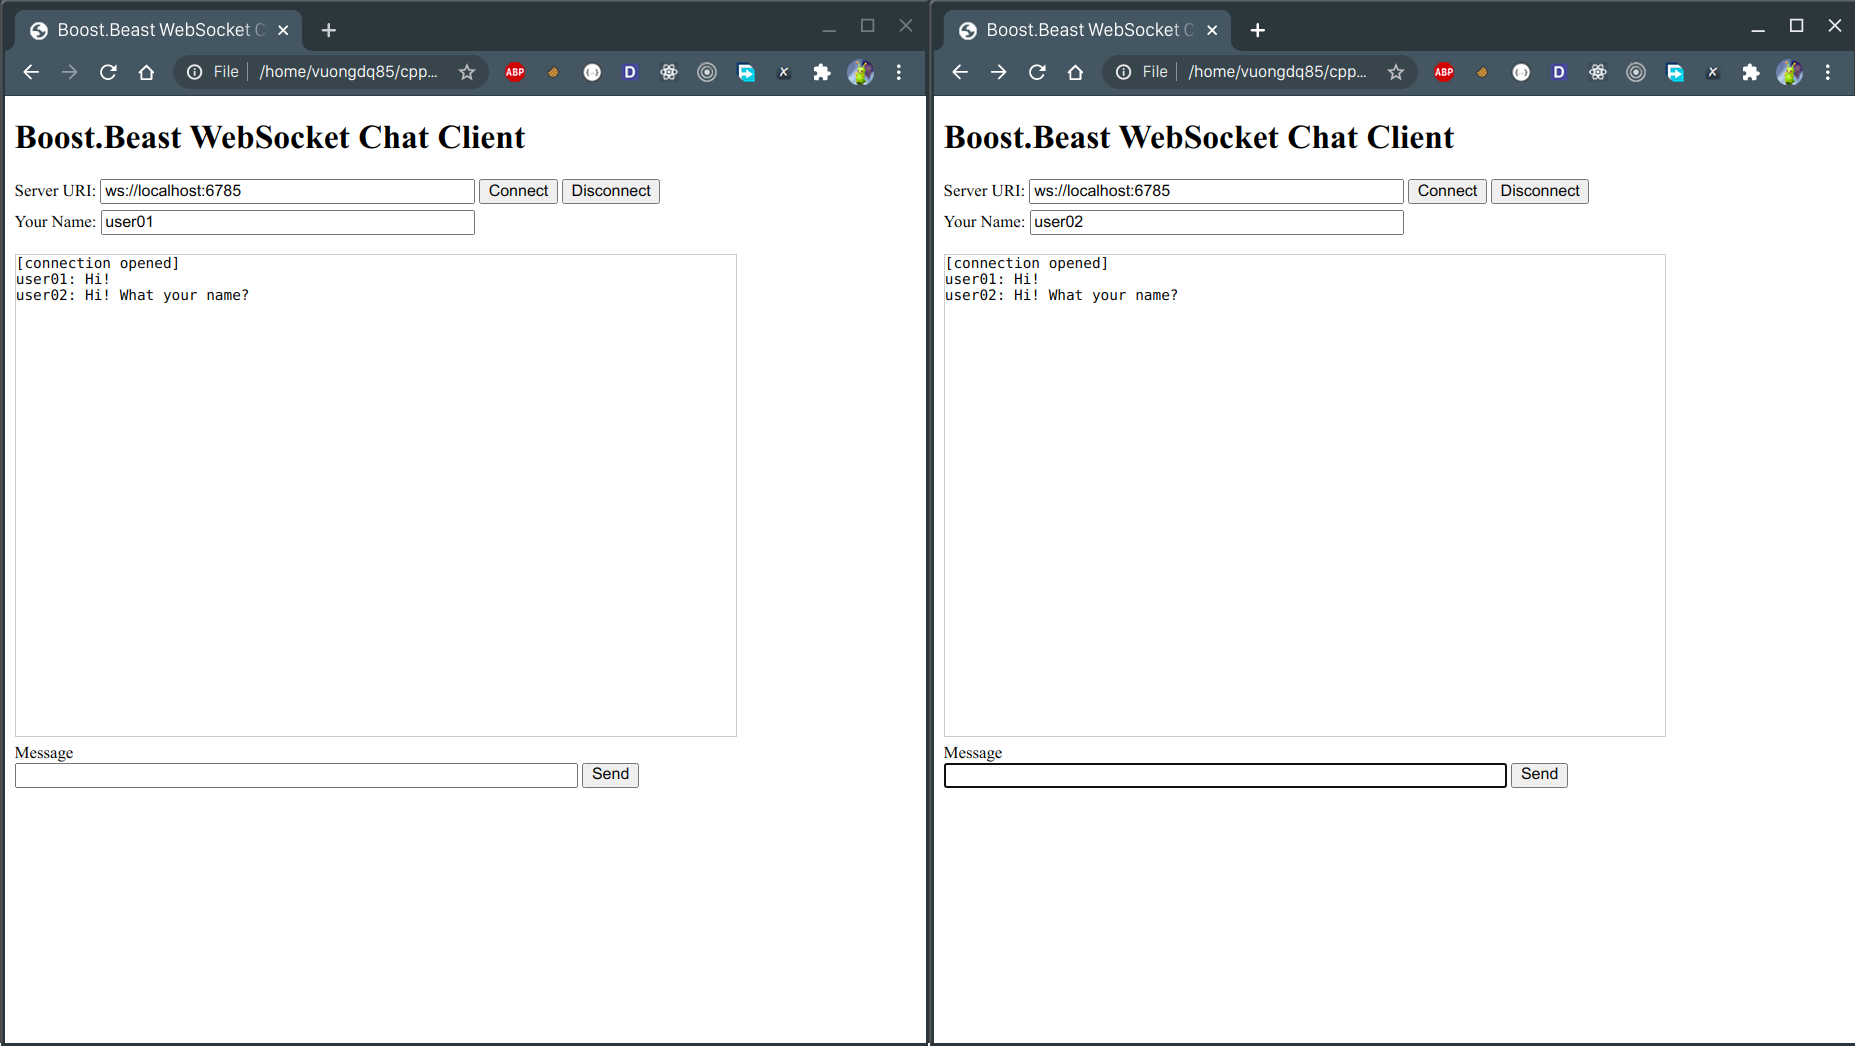 Boost.Beast WebSocket C
File /home/vuongdq85/cpp...
ABP
D
X
Boost.Beast WebSocket Chat Client
Server URI: ws://localhost:6785 Connect Disconnect
Your Name: user01
[connection opened]
user01: Hi!
user02: Hi! What your name?
Message
Send
Boost.Beast WebSocket C
File /home/vuongdq85/cpp...
ABP
D
X
Boost.Beast WebSocket Chat Client
Server URI: ws://localhost:6785 Connect Disconnect
Your Name: user02
[connection opened]
user01: Hi!
user02: Hi! What your name?
Message
Send